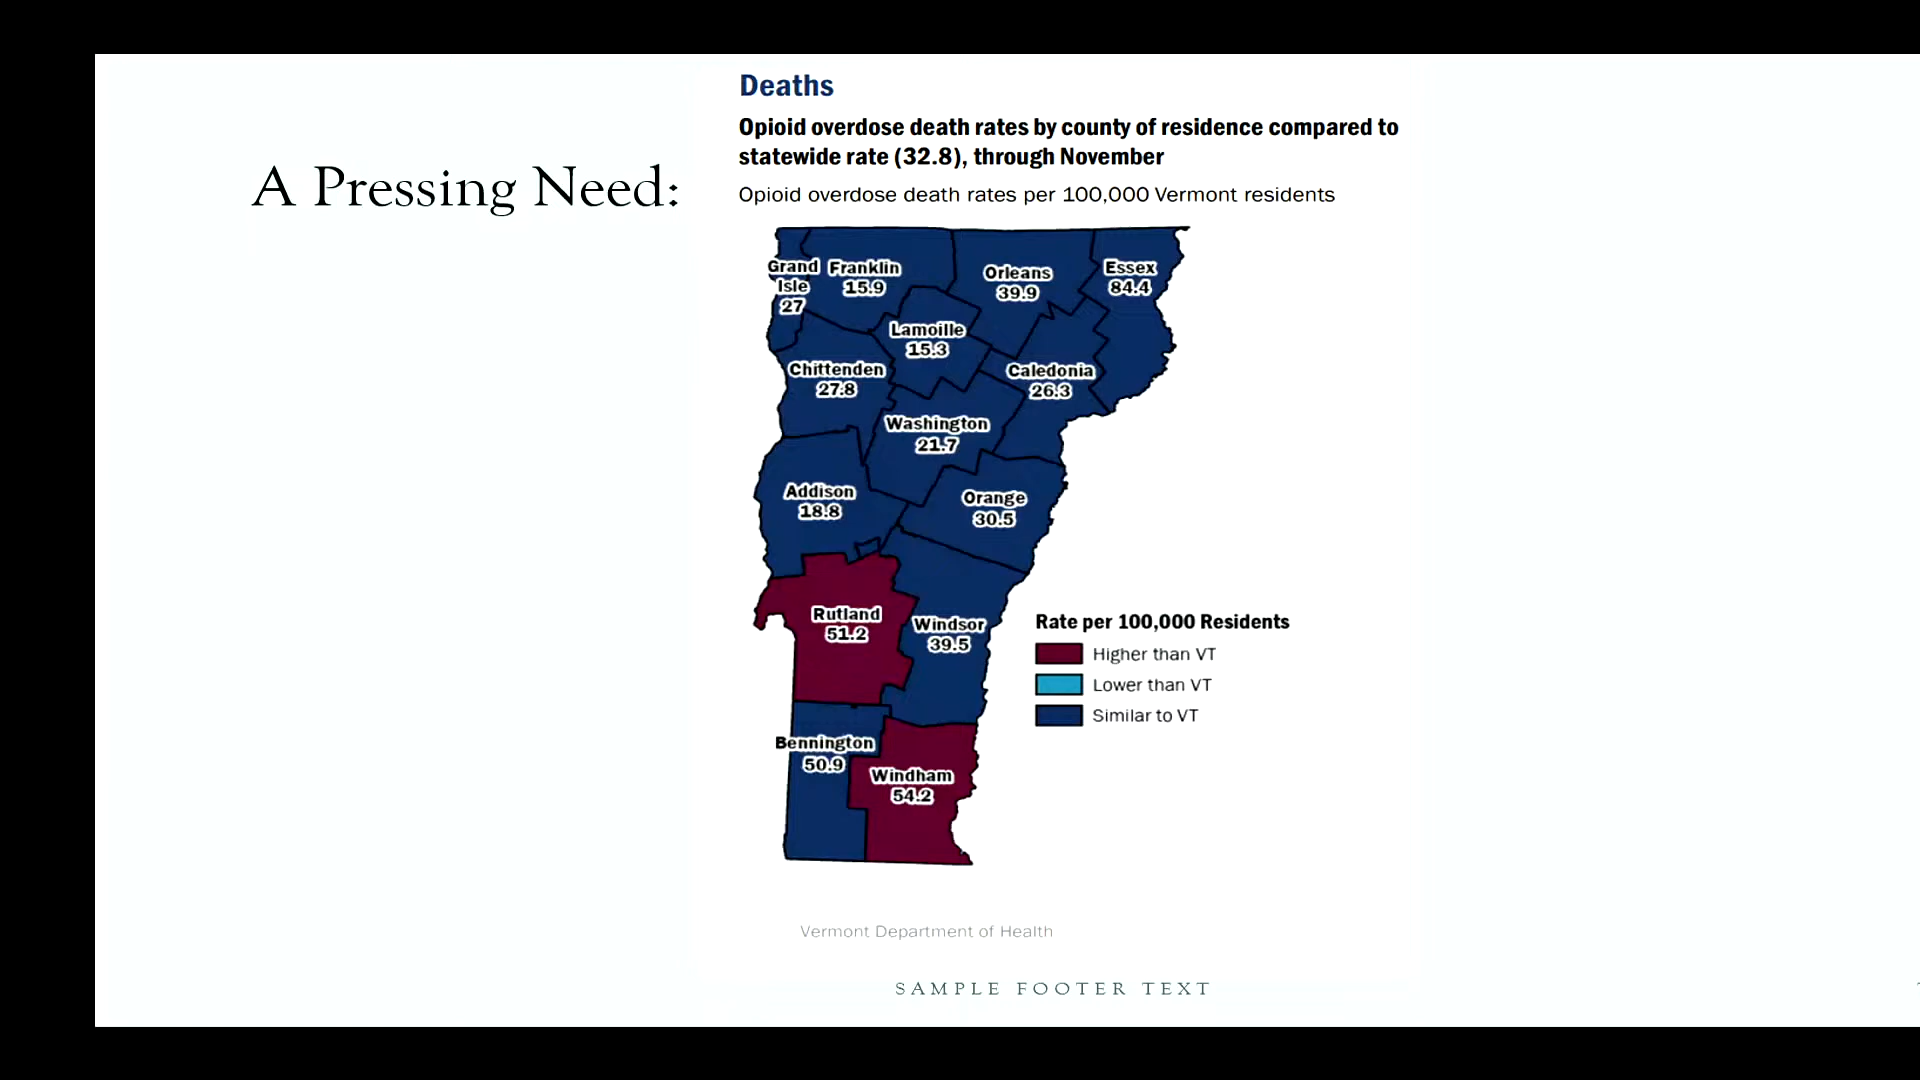 A Pressing Need:
Deaths
Opioid overdose death rates by county of residence compared to
statewide rate (32.8), through November
Opioid overdose death rates per 100,000 Vermont residents
Grand
Isle
27
Franklin
15.9
Orleans
39.9
Essex
84.4
Lamoille
15.3
Chittenden
27.8
Caledonia
26.3
Washington
21.7
Addison
18.8
Orange
30.5
Rutland
51.2
Windsor
39.5
Bennington
50.9
Windham
54.2
Rate per 100,000 Residents
Higher than VT
Lower than VT
Similar to VT
Vermont Department of Health
SAMPLE FOOTER TEXT